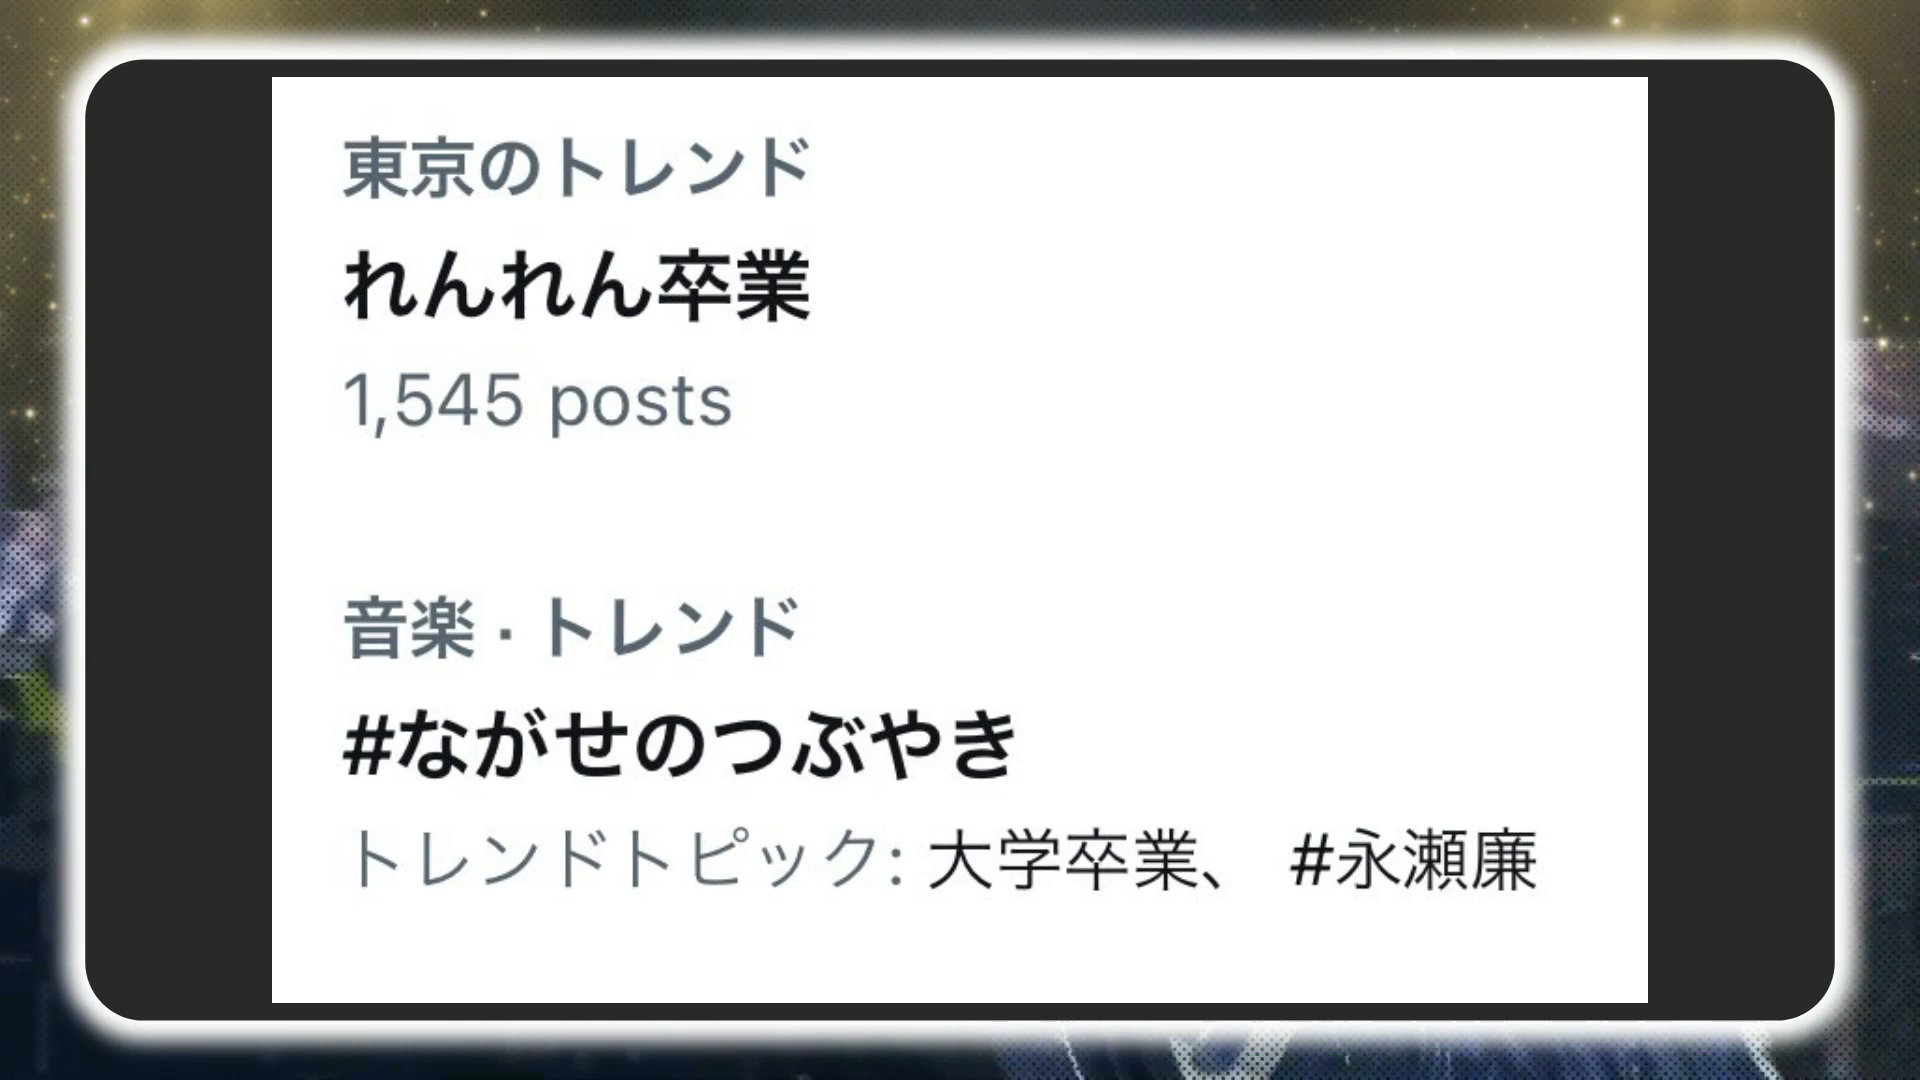 東京のトレンド
れんれん卒業
1,545 posts
音楽 · トレンド
#ながせのつぶやき
トレンドトピック: 大学卒業、 #永瀬廉